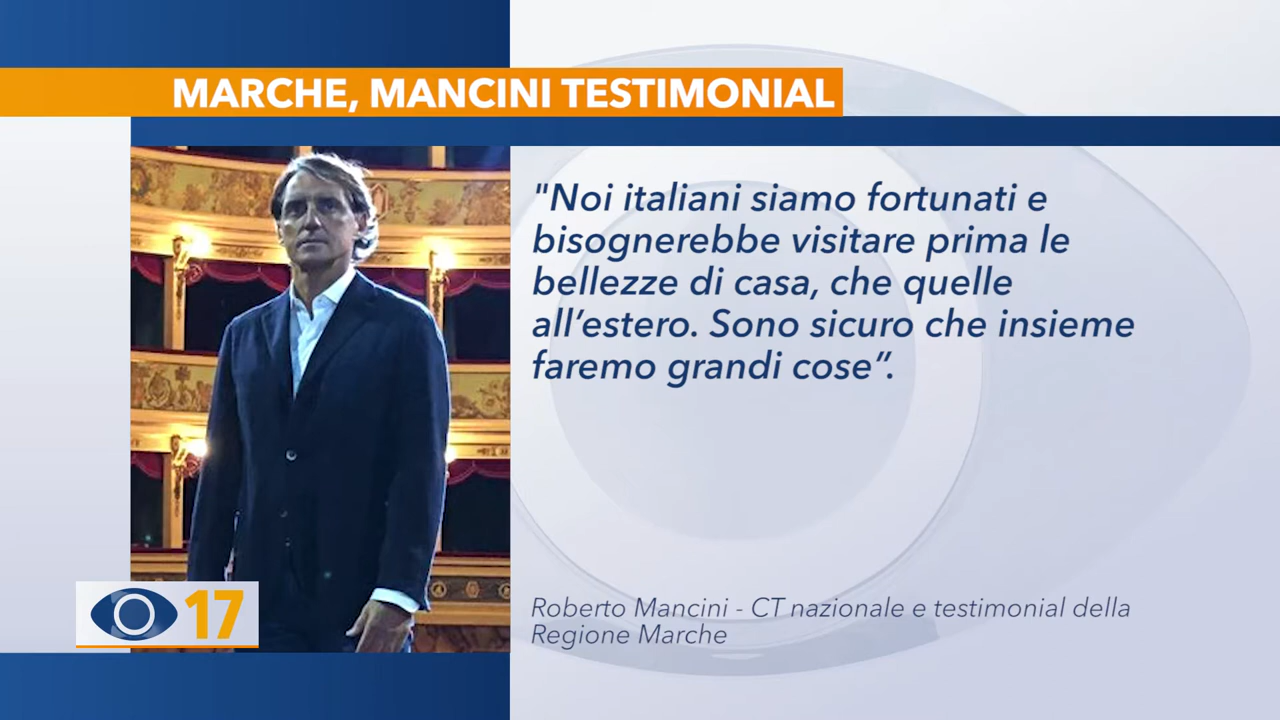 MARCHE, MANCINI TESTIMONIAL
"Noi italiani siamo fortunati e
bisognerebbe visitare prima le
bellezze di casa, che quelle
all‘estero. Sono sicuro che insieme
faremo grandi cose”.
17
Roberto Mancini - CT nazionale e testimonial della
Regione Marche